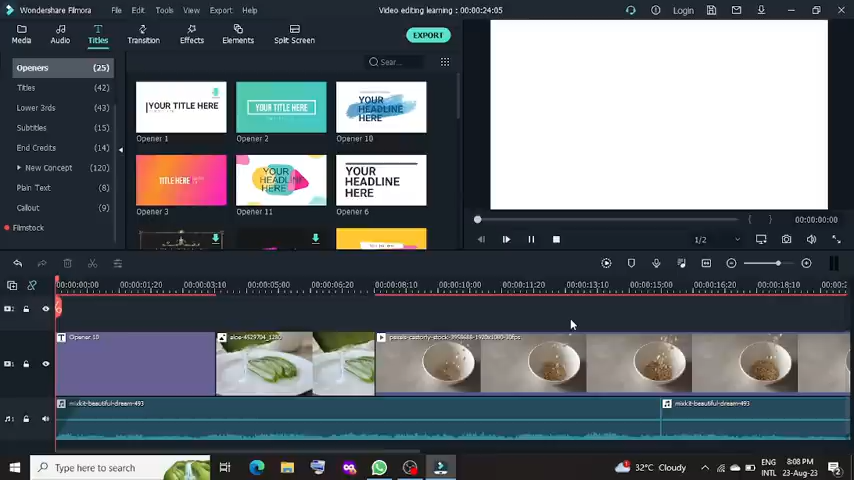 Wondershare Filmora File Edit Tools View Export Help Video editing learning : 00:00:24:05 Login
Media Audio Titles Transition Effects Elements Split Screen EXPORT
Openers (25)
Titles (42)
Lower 3rds (43)
Subtitles (15)
End Credits (14)
New Concept (120)
Plain Text (8)
Callout (9)
Filmstock
Sear...
YOUR TITLE HERE YOUR TITLE HERE YOUR HEADLINE HERE
Opener 1 Opener 2 Opener 10
TITLE HERE YOUR HEADLINE HERE YOUR HEADLINE HERE
Opener 3 Opener 11 Opener 6
00:00:00:00
1/2
00:00:00:00 00:00:01:20 00:00:03:10 00:00:05:00 00:00:06:20 00:00:08:10 00:00:10:00 00:00:11:20 00:00:13:10 00:00:15:00 00:00:16:20 00:00:18:10
2
1 Opener 10 aloe-4529704_1280
1 mixkit-beautiful-dream-493 mixkit-beautiful-dream-493
Type here to search 32°C Cloudy ENG INTL 8:08 PM 23-Aug-23 2